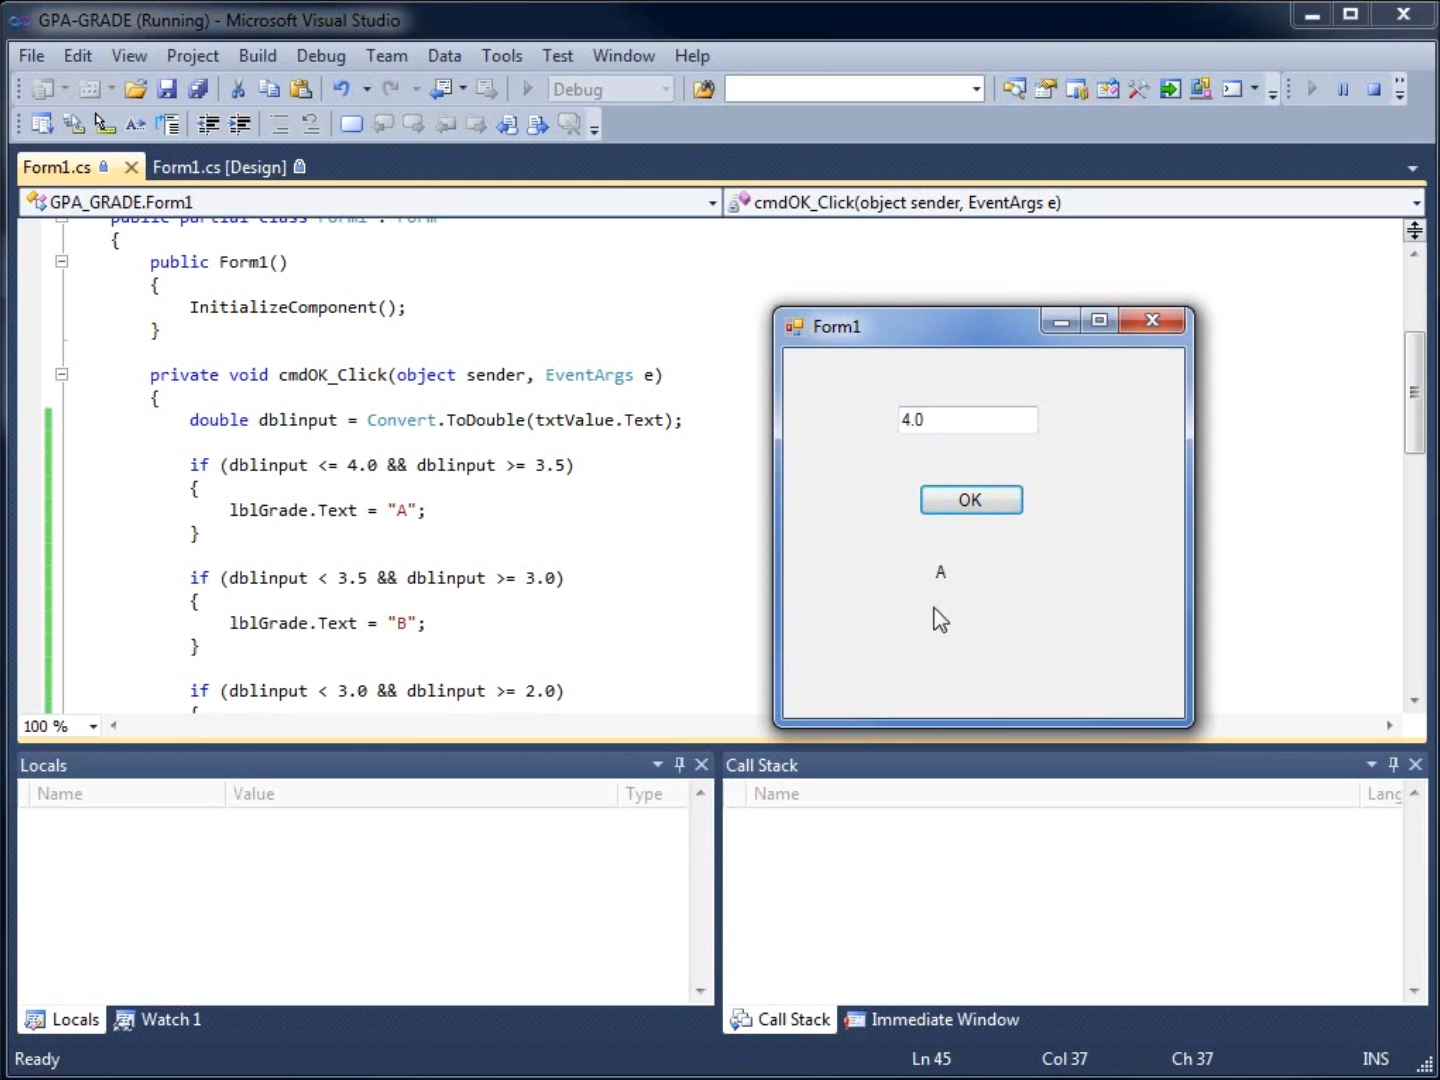 GPA-GRADE (Running) - Microsoft Visual Studio
File Edit View Project Build Debug Team Data Tools Test Window Help
Debug
Form1.cs Form1.cs [Design]
GPA_GRADE.Form1 cmdOK_Click(object sender, EventArgs e)
public partial class Form1 : Form
{
public Form1()
{
InitializeComponent();
}
private void cmdOK_Click(object sender, EventArgs e)
{
double dblinput = Convert.ToDouble(txtValue.Text);
if (dblinput <= 4.0 && dblinput >= 3.5)
{
lblGrade.Text = "A";
}
if (dblinput < 3.5 && dblinput >= 3.0)
{
lblGrade.Text = "B";
}
if (dblinput < 3.0 && dblinput >= 2.0)
{
100 %
Form1
4.0
OK
A
Locals
Name Value Type
Call Stack
Name Lang
Locals Watch 1
Call Stack Immediate Window
Ready Ln 45 Col 37 Ch 37 INS